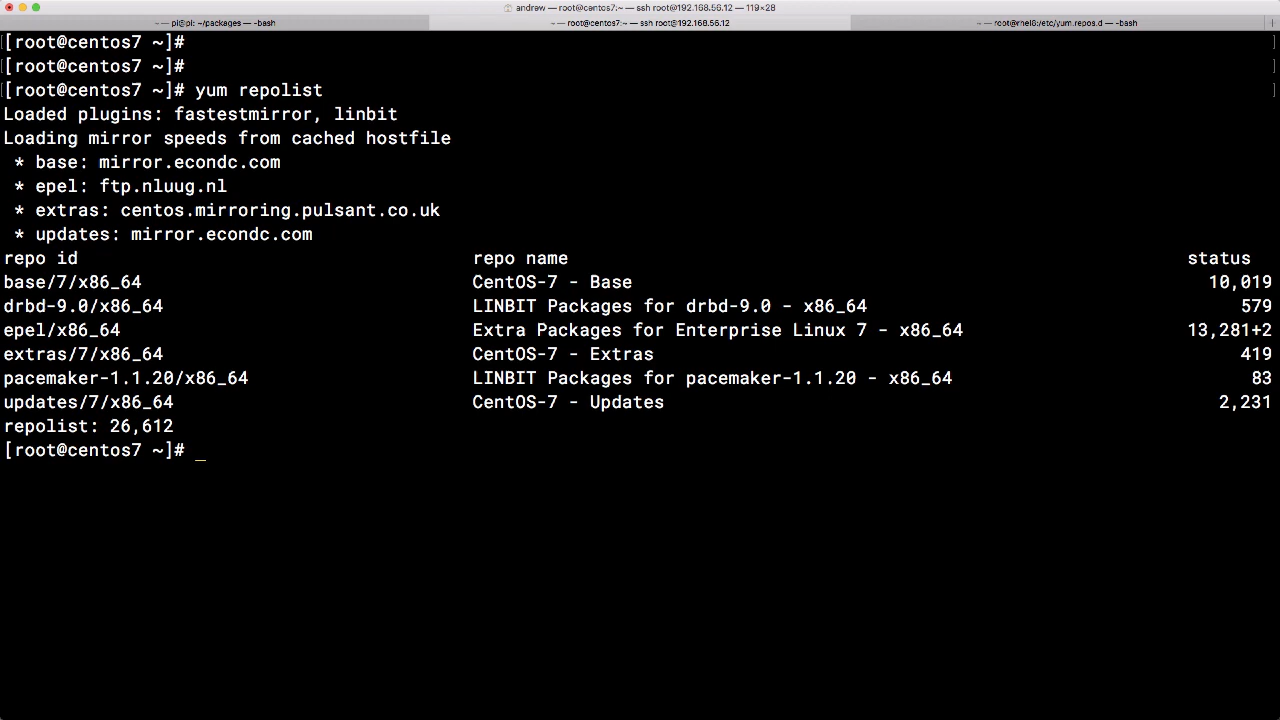 andrew — root@centos7:~ — ssh root@192.168.56.12 — 119×28
~ — pi@pi: ~/packages — -bash
~ — root@centos7:~ — ssh root@192.168.56.12
~ — root@rhel8:/etc/yum.repos.d — -bash
[root@centos7 ~]#
[root@centos7 ~]#
[root@centos7 ~]# yum repolist
Loaded plugins: fastestmirror, linbit
Loading mirror speeds from cached hostfile
* base: mirror.econdc.com
* epel: ftp.nluug.nl
* extras: centos.mirroring.pulsant.co.uk
* updates: mirror.econdc.com
repo id repo name status
base/7/x86_64 CentOS-7 - Base 10,019
drbd-9.0/x86_64 LINBIT Packages for drbd-9.0 - x86_64 579
epel/x86_64 Extra Packages for Enterprise Linux 7 - x86_64 13,281+2
extras/7/x86_64 CentOS-7 - Extras 419
pacemaker-1.1.20/x86_64 LINBIT Packages for pacemaker-1.1.20 - x86_64 83
updates/7/x86_64 CentOS-7 - Updates 2,231
repolist: 26,612
[root@centos7 ~]# _